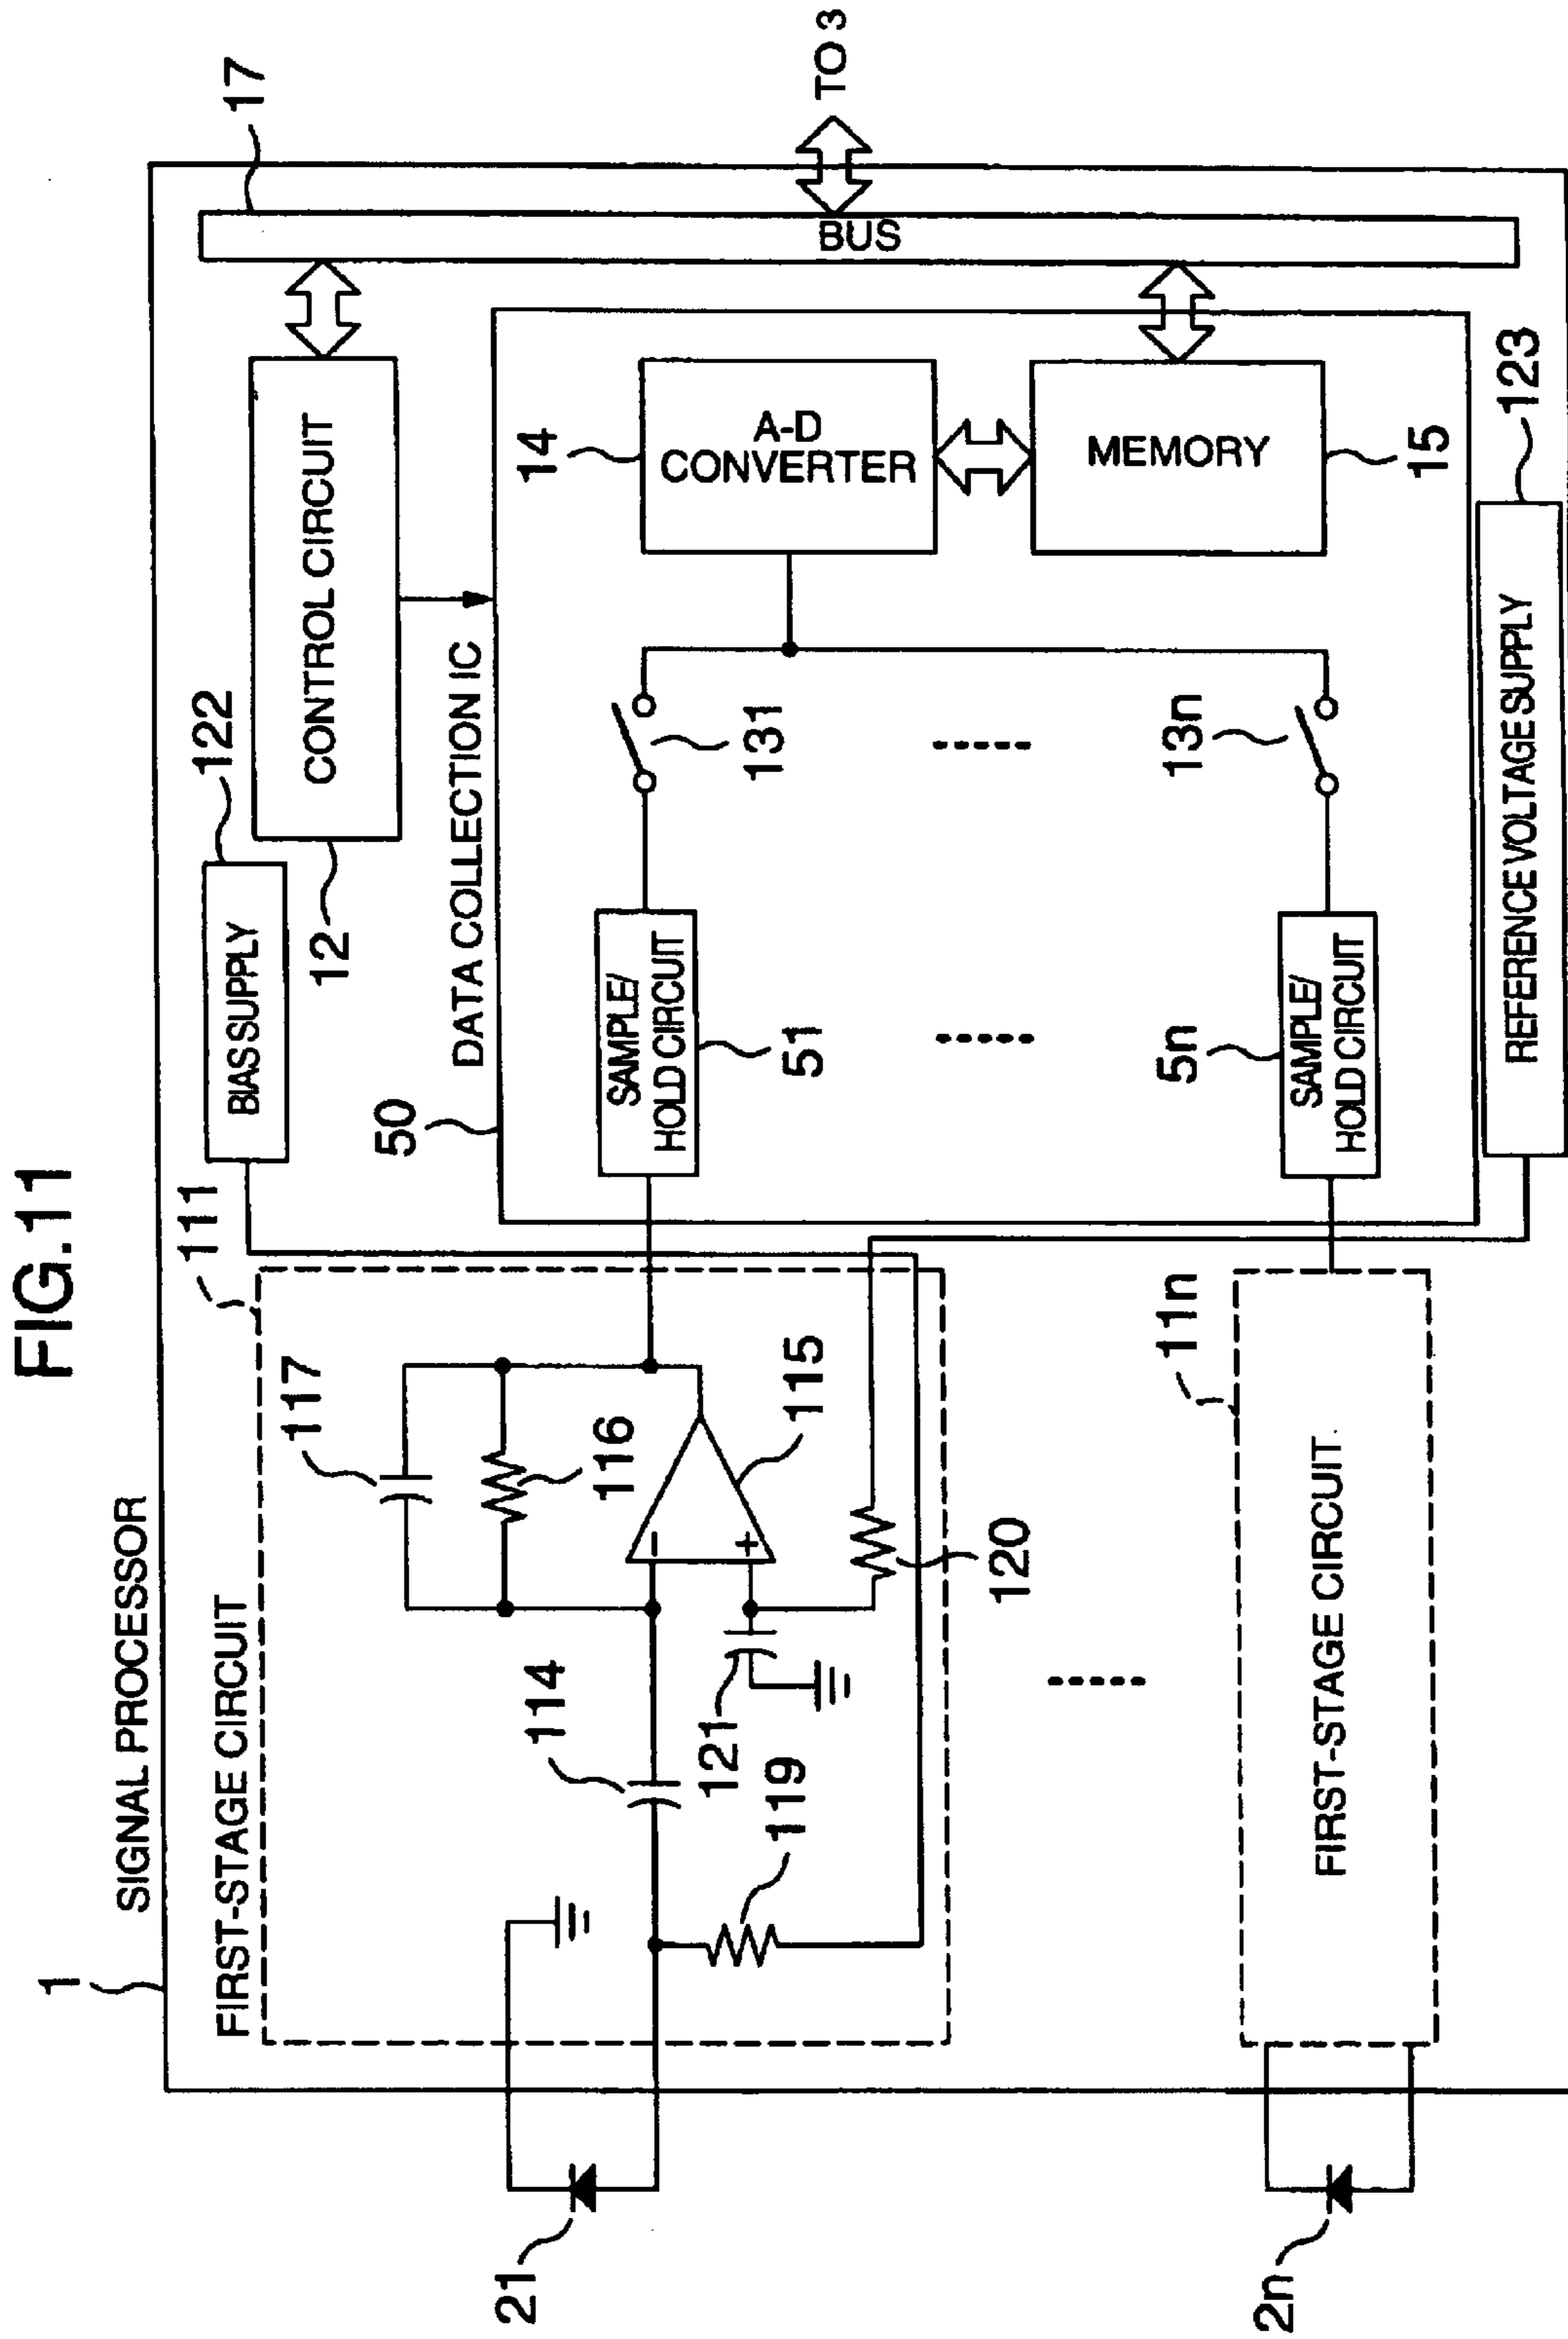 FIG.11
1
SIGNAL PROCESSOR
111
FIRST-STAGE CIRCUIT
117
116
115
114
121
119
120
21
BIAS SUPPLY
122
CONTROL CIRCUIT
12
17
BUS
TO 3
50
DATA COLLECTION IC
SAMPLE/
HOLD CIRCUIT
51
131
14
A-D
CONVERTER
MEMORY
15
13n
SAMPLE/
HOLD CIRCUIT
5n
11n
FIRST-STAGE CIRCUIT
2n
REFERENCE VOLTAGE SUPPLY
123
−
+